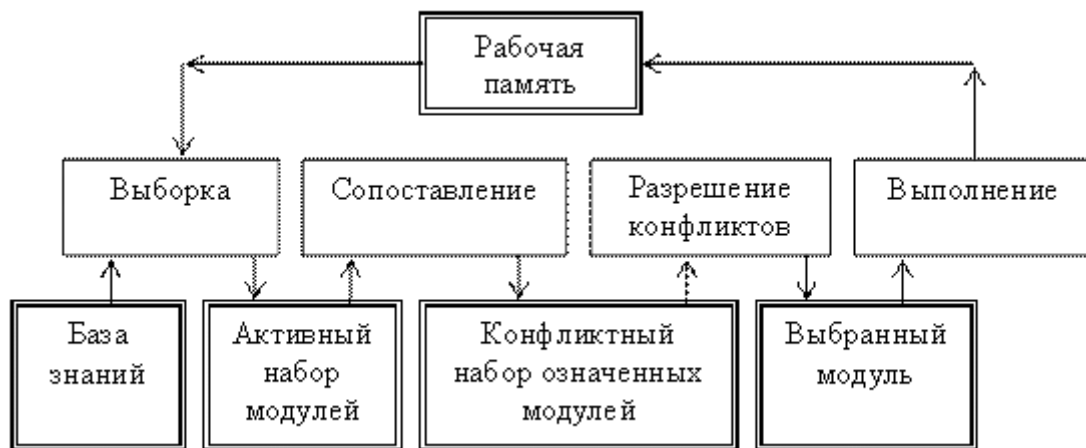 Рабочая
память
Выборка
Сопоставление
Разрешение
конфликтов
Выполнение
База
знаний
Активный
набор
модулей
Конфликтный
набор означенных
модулей
Выбранный
модуль